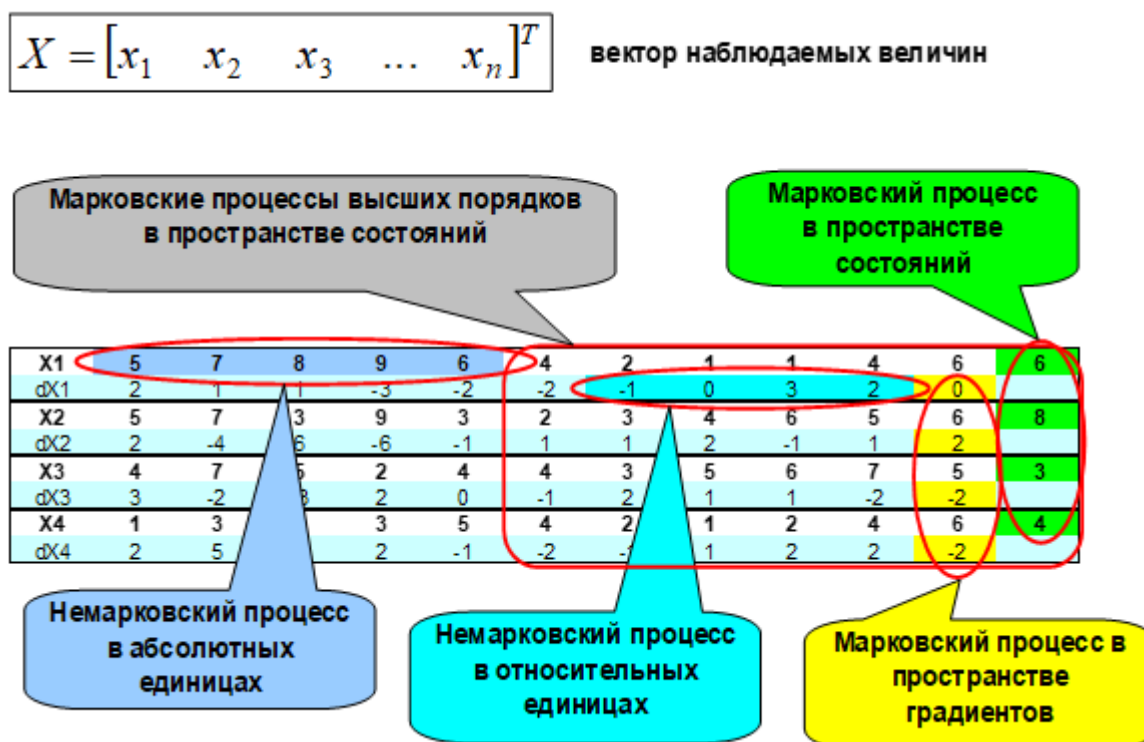 X = [x₁ x₂ x₃ ... xₙ]ᵀ вектор наблюдаемых величин
Марковские процессы высших порядков
в пространстве состояний
Марковский процесс
в пространстве
состояний
X1 5 7 8 9 6 4 2 1 1 4 6 6
dX1 2 1 1 -3 -2 -2 -1 0 3 2 0
X2 5 7 3 9 3 2 3 4 6 5 6 8
dX2 2 -4 6 -6 -1 1 1 2 -1 1 2
X3 4 7 5 2 4 4 3 5 6 7 5 3
dX3 3 -2 2 0 -1 2 1 1 -2 -2
X4 1 3 3 5 4 2 1 2 4 6 4
dX4 2 5 2 -1 -2 1 2 2 -2
Немарковский процесс
в абсолютных
единицах
Немарковский процесс
в относительных
единицах
Марковский процесс в
пространстве
градиентов